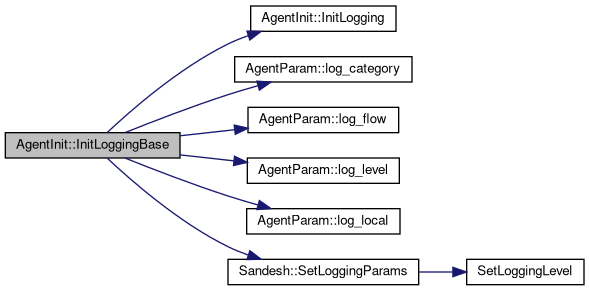 AgentInit::InitLogging
AgentParam::log_category
AgentParam::log_flow
AgentInit::InitLoggingBase
AgentParam::log_level
AgentParam::log_local
Sandesh::SetLoggingParams
SetLoggingLevel